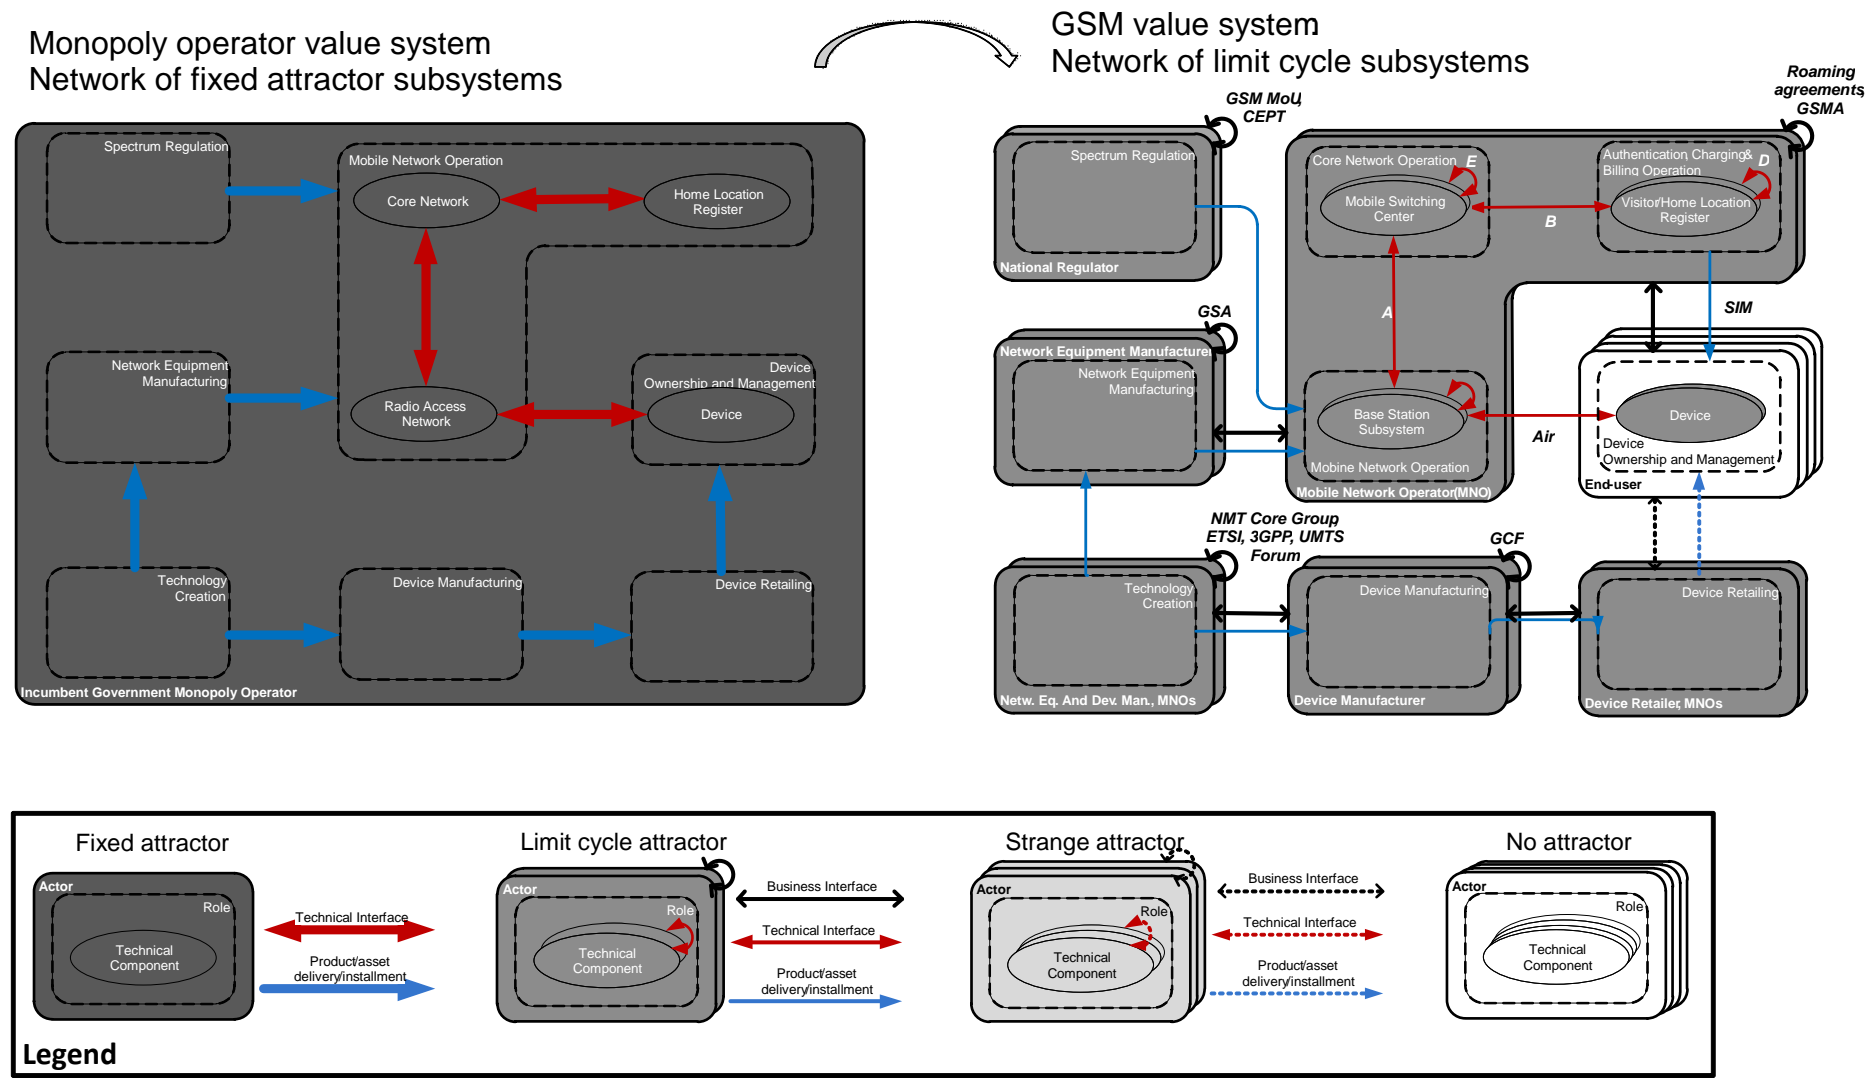 Monopoly operator value system
Network of fixed attractor subsystems
GSM value system
Network of limit cycle subsystems
Spectrum Regulation
Mobile Network Operation
Core Network
Home Location
Register
Network Equipment
Manufacturing
Device
Ownership and Management
Device
Radio Access
Network
Technology
Creation
Device Manufacturing
Device Retailing
Incumbent Government Monopoly Operator
GSM MoU,
CEPT
Roaming
agreements,
GSMA
Spectrum Regulation
National Regulator
Core Network Operation
E
Mobile Switching
Center
Authentication, Charging &
Billing Operation
D
Visitor/Home Location
Register
B
A
SIM
GSA
Network Equipment Manufacturer
Network Equipment
Manufacturing
Base Station
Subsystem
Mobine Network Operation
Mobile Network Operator(MNO)
Air
Device
Device
Ownership and Management
End-user
NMT Core Group,
ETSI, 3GPP, UMTS
Forum
GCF
Technology
Creation
Netw. Eq. And Dev. Man., MNOs
Device Manufacturing
Device Manufacturer
Device Retailing
Device Retailer, MNOs
Fixed attractor
Actor
Role
Technical
Component
Technical Interface
Product/asset
delivery/installment
Limit cycle attractor
Actor
Role
Technical
Component
Business Interface
Technical Interface
Product/asset
delivery/installment
Strange attractor
Actor
Role
Technical
Component
Business Interface
Technical Interface
Product/asset
delivery/installment
No attractor
Actor
Role
Technical
Component
Legend